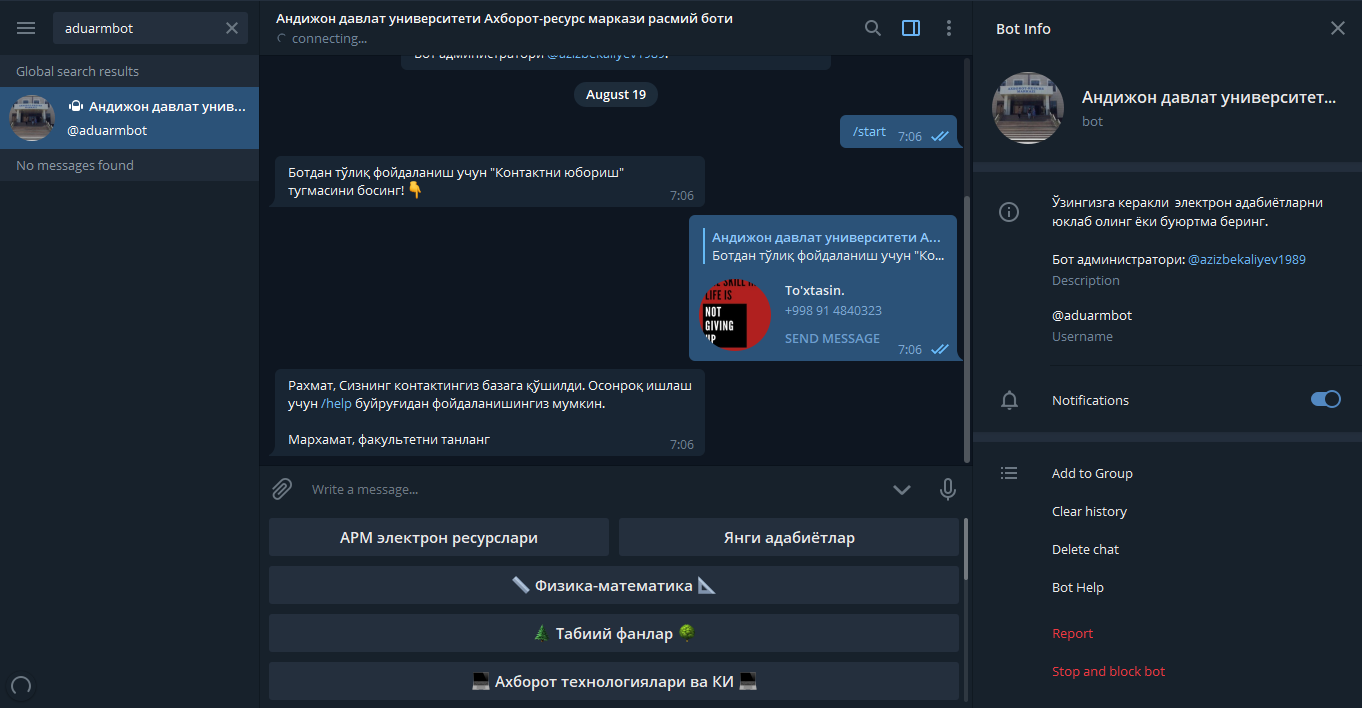 aduarmbot
Global search results
Андижон давлат унив...
@aduarmbot
No messages found
Андижон давлат университети Ахборот-ресурс маркази расмий боти
connecting...
Бот администратори @azizbekaliyev1989.
August 19
/start 7:06
Ботдан тўлиқ фойдаланиш учун "Контактни юбориш"
тугмасини босинг! 👇 7:06
Андижон давлат университети А...
Ботдан тўлиқ фойдаланиш учун "Ко...
LIFE IS
NOT
GIVING
UP
To'xtasin.
+998 91 4840323
SEND MESSAGE
7:06
Рахмат, Сизнинг контактингиз базага қўшилди. Осонроқ ишлаш
учун /help буйруғидан фойдаланишингиз мумкин.
Мархамат, факультетни танланг 7:06
Write a message...
АРМ электрон ресурслари
Янги адабиётлар
📏 Физика-математика 📐
🌲 Табиий фанлар 🌳
💻 Ахборот технологиялари ва КИ 💻
Bot Info
Андижон давлат университет...
bot
Ўзингизга керакли электрон адабиётларни
юклаб олинг ёки буюртма беринг.
Бот администратори: @azizbekaliyev1989
Description
@aduarmbot
Username
Notifications
Add to Group
Clear history
Delete chat
Bot Help
Report
Stop and block bot